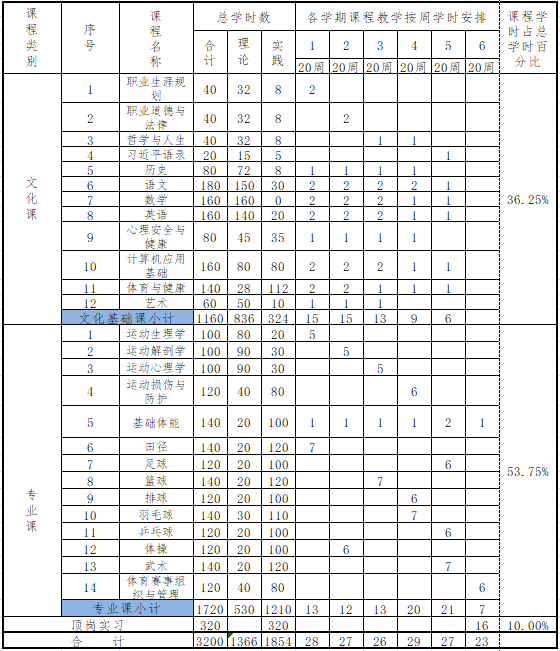 课程类别 序号 课程名称 总学时数 各学期课程教学按周学时安排 课程学时占总学时百分比
合计 理论 实践 1 2 3 4 5 6
20周 20周 20周 20周 20周 20周
文化课 36.25%
1 职业生涯规划 40 32 8 2
2 职业道德与法律 40 32 8 2
3 哲学与人生 40 32 8 1 1
4 习近平语录 20 15 5 1
5 历史 80 72 8 1 1 1 1
6 语文 180 150 30 2 2 2 2 1
7 数学 160 160 0 2 2 2 1 1
8 英语 160 140 20 2 2 2 1 1
9 心理安全与健康 80 45 35 1 1 1 1
10 计算机应用基础 160 80 80 2 2 2 1 1
11 体育与健康 140 28 112 2 2 1 1 1
12 艺术 60 50 10 1 1 1
文化基础课小计 1160 836 324 15 15 13 9 6
专业课 53.75%
1 运动生理学 100 80 20 5
2 运动解剖学 100 90 30 5
3 运动心理学 100 90 30 5
4 运动损伤与防护 120 40 80 6
5 基础体能 140 20 100 1 1 1 1 2 1
6 田径 140 20 120 7
7 足球 120 20 100 6
8 篮球 140 20 120 7
9 排球 120 20 100 6
10 羽毛球 140 30 110 7
11 乒乓球 120 20 100 6
12 体操 120 20 100 6
13 武术 140 20 120 7
14 体育赛事组织与管理 120 40 80 6
专业课小计 1720 530 1210 13 12 13 20 21 7
顶岗实习 320 320 16 10.00%
合 计 3200 1366 1854 28 27 26 29 27 23